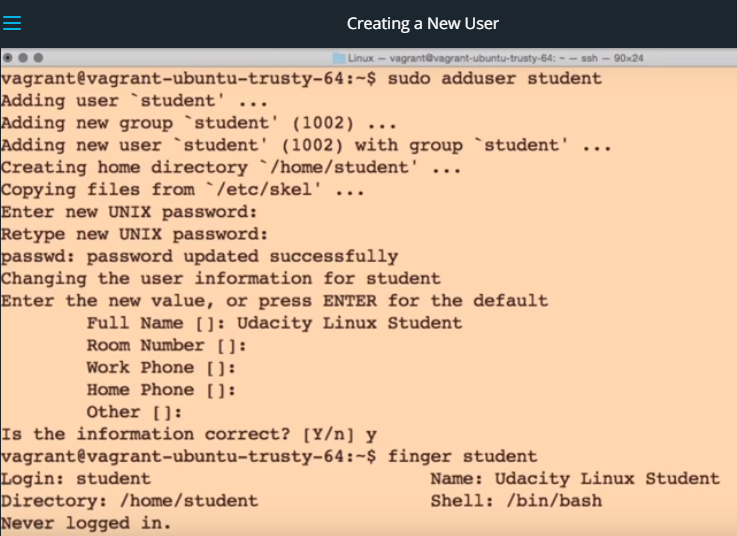 Creating a New User
Linux — vagrant@vagrant-ubuntu-trusty-64: ~ — ssh — 90×24
vagrant@vagrant-ubuntu-trusty-64:~$ sudo adduser student
Adding user `student' ...
Adding new group `student' (1002) ...
Adding new user `student' (1002) with group `student' ...
Creating home directory `/home/student' ...
Copying files from `/etc/skel' ...
Enter new UNIX password:
Retype new UNIX password:
passwd: password updated successfully
Changing the user information for student
Enter the new value, or press ENTER for the default
        Full Name []: Udacity Linux Student
        Room Number []:
        Work Phone []:
        Home Phone []:
        Other []:
Is the information correct? [Y/n] y
vagrant@vagrant-ubuntu-trusty-64:~$ finger student
Login: student                          Name: Udacity Linux Student
Directory: /home/student                Shell: /bin/bash
Never logged in.